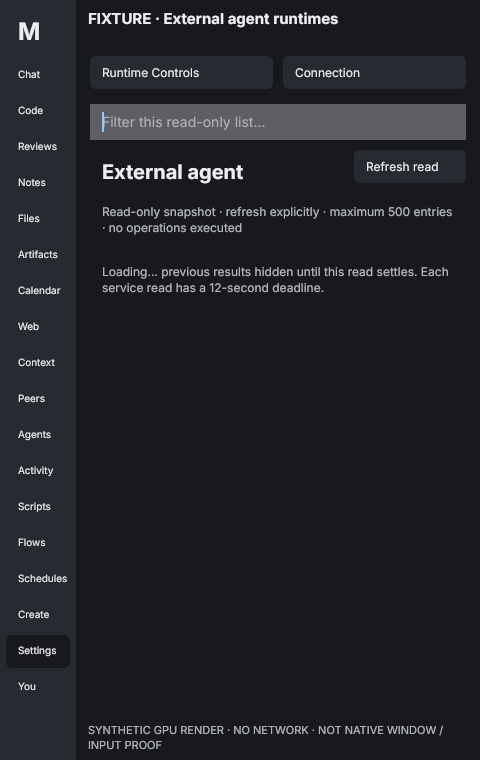 M
FIXTURE · External agent runtimes
Chat
Code
Reviews
Notes
Files
Artifacts
Calendar
Web
Context
Peers
Agents
Activity
Scripts
Flows
Schedules
Create
Settings
You
Runtime Controls
Connection
Filter this read-only list...
External agent
Refresh read
Read-only snapshot · refresh explicitly · maximum 500 entries
· no operations executed
Loading... previous results hidden until this read settles. Each
service read has a 12-second deadline.
SYNTHETIC GPU RENDER · NO NETWORK · NOT NATIVE WINDOW /
INPUT PROOF